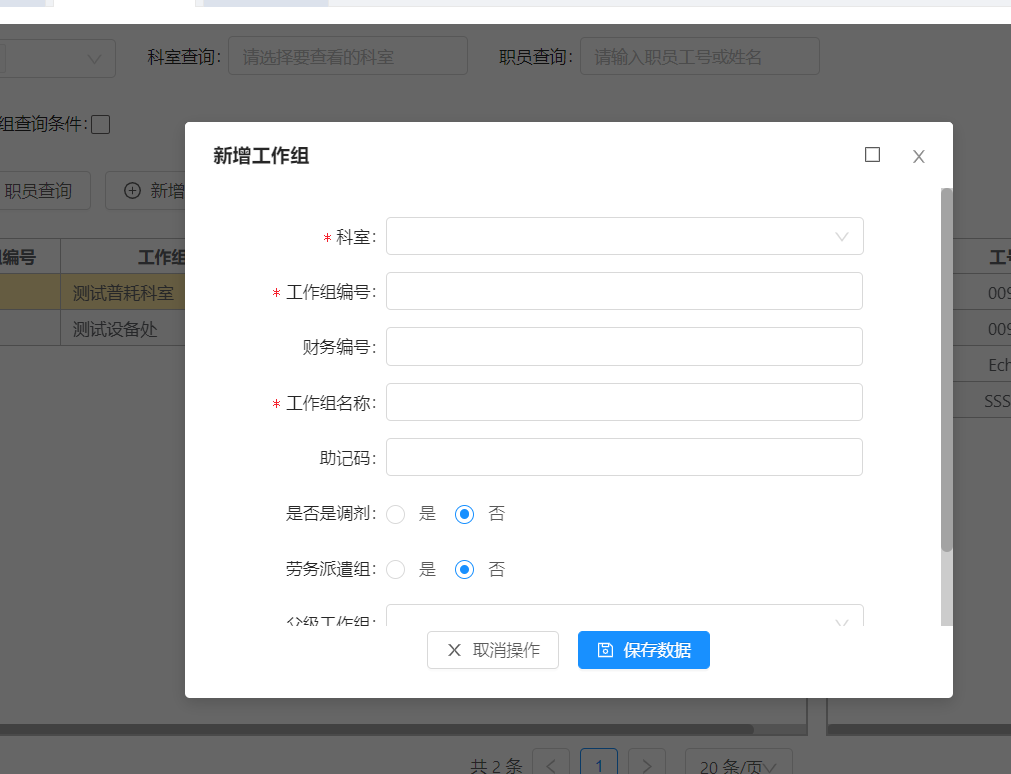 科室查询: 请选择要查看的科室 职员查询: 请输入职员工号或姓名
组查询条件:
新增工作组
职员查询 新增
* 科室:
编号 工作组 工号
* 工作组编号:
测试普耗科室 009
测试设备处 009
财务编号:
Ech
* 工作组名称:
SSS
助记码:
是否是调剂: 是 否
劳务派遣组: 是 否
父级工作组:
取消操作 保存数据
共 2 条 1 20 条/页